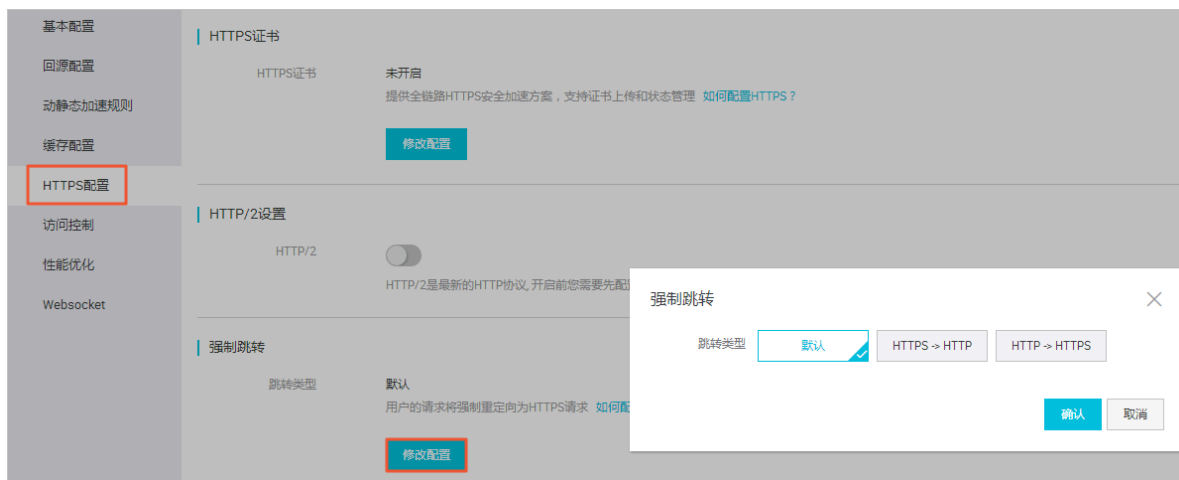 基本配置
回源配置
动静态加速规则
缓存配置
HTTPS配置
访问控制
性能优化
Websocket
HTTPS证书
HTTPS证书
未开启
提供全链路HTTPS安全加速方案，支持证书上传和状态管理 如何配置HTTPS？
修改配置
HTTP/2设置
HTTP/2
HTTP/2是最新的HTTP协议,开启前您需要先配
强制跳转
跳转类型
默认
用户的请求将强制重定向为HTTPS请求 如何配
修改配置
强制跳转
跳转类型 默认 HTTPS -> HTTP HTTP -> HTTPS
确认 取消